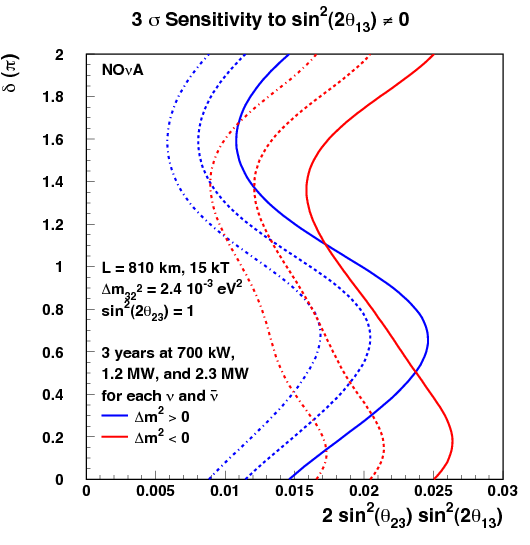 3 σ Sensitivity to sin²(2θ₁₃) ≠ 0
δ (π)
NOνA
2
1.8
1.6
1.4
1.2
1
0.8
0.6
0.4
0.2
0
L = 810 km, 15 kT
Δm₃₂² = 2.4 10⁻³ eV²
sin²(2θ₂₃) = 1
3 years at 700 kW,
1.2 MW, and 2.3 MW
for each ν and ν̄
Δm² > 0
Δm² < 0
0 0.005 0.01 0.015 0.02 0.025 0.03
2 sin²(θ₂₃) sin²(2θ₁₃)